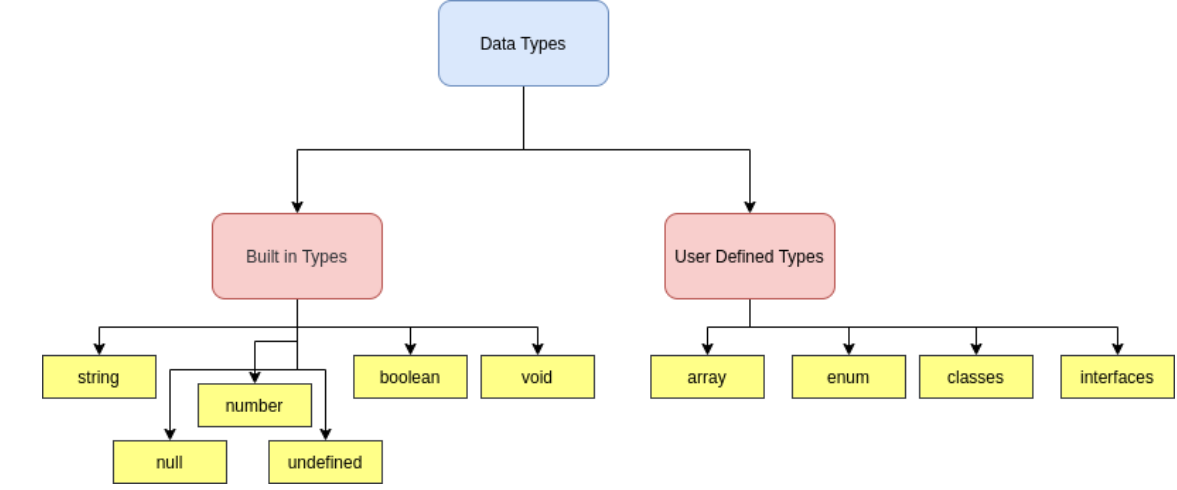 Data Types
Built in Types
User Defined Types
string
boolean
void
array
enum
classes
interfaces
number
null
undefined